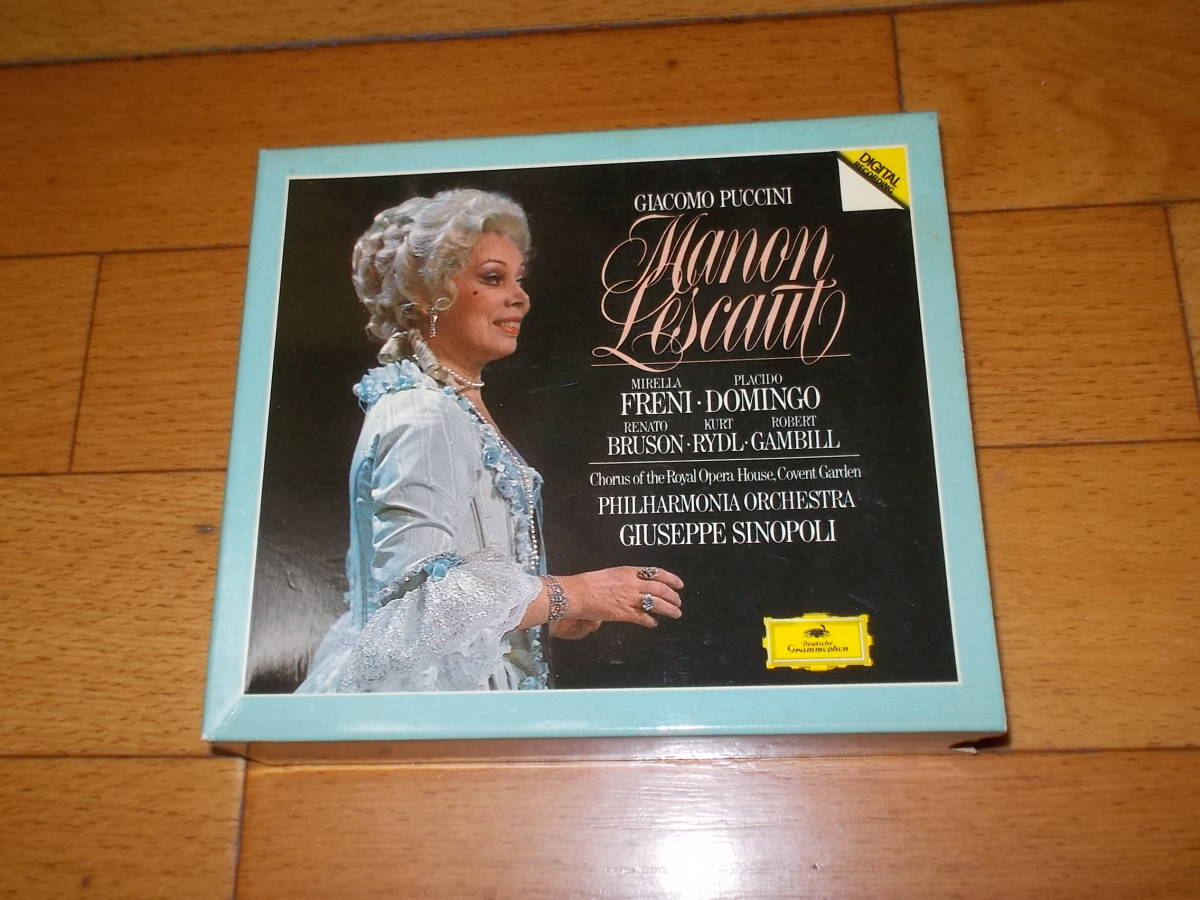 DIGITAL
RECORDING
GIACOMO PUCCINI
Manon
Lescaut
MIRELLA PLACIDO
FRENI · DOMINGO
RENATO KURT ROBERT
BRUSON · RYDL · GAMBILL
Chorus of the Royal Opera House, Covent Garden
PHILHARMONIA ORCHESTRA
GIUSEPPE SINOPOLI
Deutsche
Grammophon